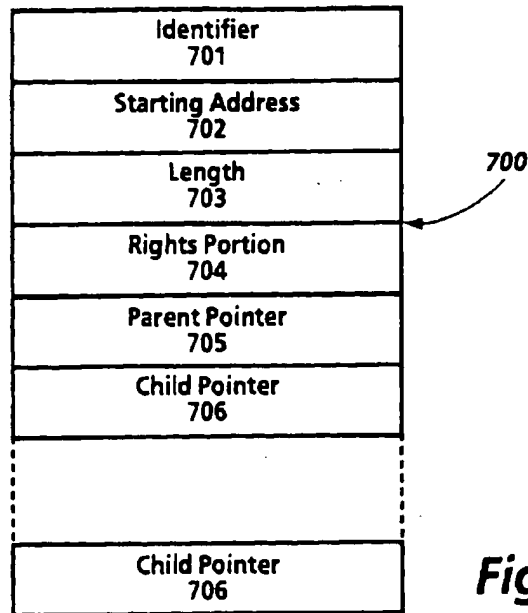 Identifier
701
Starting Address
702
Length
703
700
Rights Portion
704
Parent Pointer
705
Child Pointer
706
Child Pointer
706
Fig